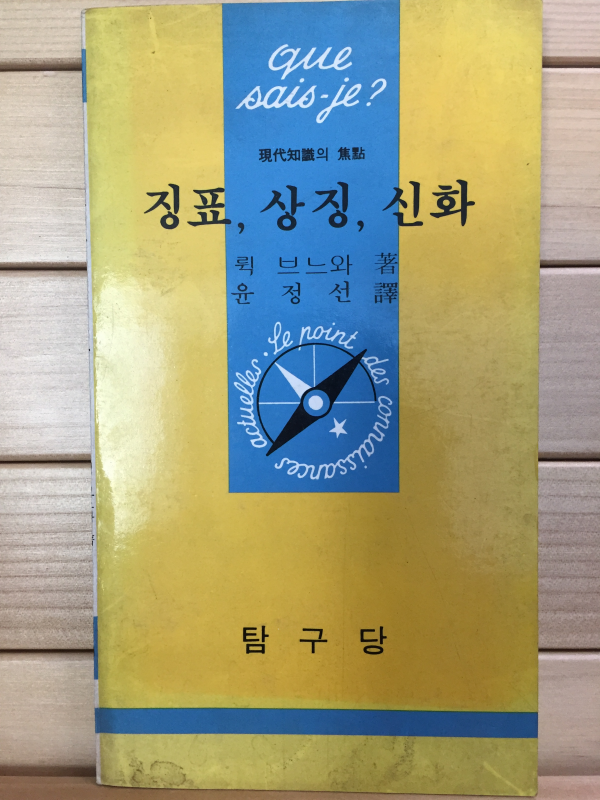 que
sais-je?
現代知識의 焦點
징표, 상징, 신화
뤽 브느와 著
윤정선 譯
Le point des connaissances actuelles.
탐구당